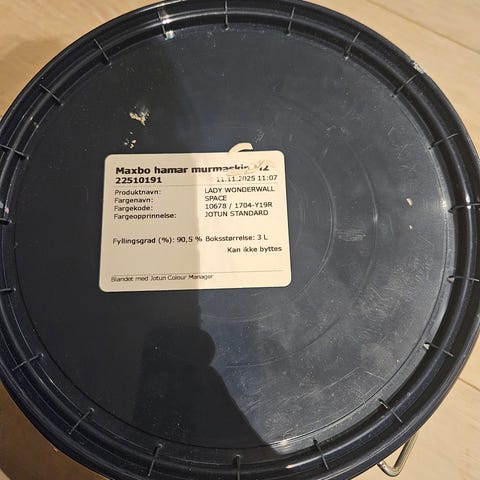 Maxbo hamar murmaskin 42
22510191 11.11.2025 11:07
Produktnavn: LADY WONDERWALL
Fargenavn: SPACE
Fargekode: 10678 / 1704-Y19R
Fargeopprinnelse: JOTUN STANDARD
Fyllingsgrad (%): 90,5 % Boksstørrelse: 3 L
Kan ikke byttes
Blandet med Jotun Colour Manager